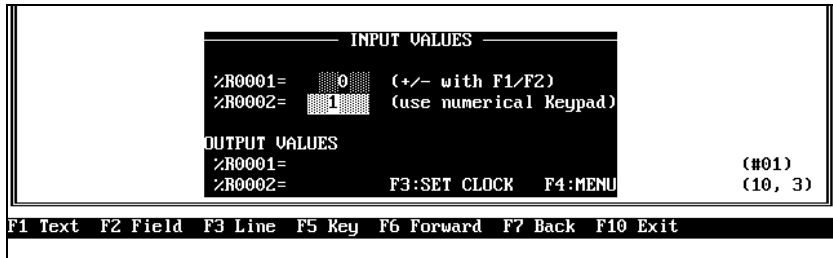 INPUT VALUES
%R0001= 0 (+/- with F1/F2)
%R0002= 1 (use numerical Keypad)
OUTPUT VALUES
%R0001= (#01)
%R0002= F3:SET CLOCK F4:MENU (10, 3)
F1 Text F2 Field F3 Line F5 Key F6 Forward F7 Back F10 Exit